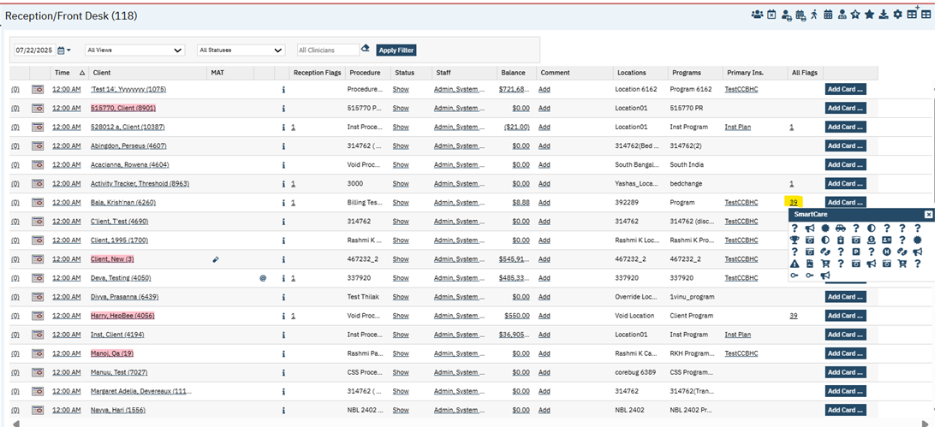 Reception/Front Desk (118)
07/22/2025 All Views All Statuses All Clinicians Apply Filter
Time Client MAT Reception Flags Procedure Status Staff Balance Comment Locations Programs Primary Ins. All Flags
(0) 12:00 AM 'Test 14', Yyyyyyy (1075) Procedure... Show Admin, System ... $721,68... Add Location 6162 Program 6162 TestCCBHC Add Card ...
(0) 12:00 AM 515770, Client (8901) 515770 P... Show Admin, System ... $0.00 Add Location01 515770 PR Add Card ...
(0) 12:00 AM 528012 a, Client (10387) 1 Inst Proce... Show Admin, System ... ($21.00) Add Location01 Inst Program Inst Plan 1 Add Card ...
(0) 12:00 AM Abingdon, Perseus (4607) 314762 ( ... Show Admin, System ... $0.00 Add 314762(Bed ... 314762(2) Add Card ...
(0) 12:00 AM Acacianna, Rowens (4604) Void Proc... Show Admin, System ... $0.00 Add South Bangal... South India Add Card ...
(0) 12:00 AM Activity Tracker, Threshold (8963) 1 3000 Show Admin, System ... $0.00 Add Yashas_Loca... bedchange 1 Add Card ...
(0) 12:00 AM Bala, Krishnan (6260) 1 Billing Tes... Show Admin, System ... $8.88 Add 392289 Program TestCCBHC 39 Add Card ...
SmartCare
(0) 12:00 AM C'lient, T'est (4690) 314762 Show Admin, System ... $0.00 Add 314762 314762 (disc... TestCCBHC
(0) 12:00 AM Client, 1995 (1700) Rashmi K ... Show Admin, System ... $0.00 Add Rashmi K Loc... Rashmi K Pro... TestCCBHC
(0) 12:00 AM Client, New (3) 467232_2 Show Admin, System ... $545,91... Add 467232_2 467232_2 TestCCBHC
(0) 12:00 AM Deva, Testing (4050) 1 337920 Show Admin, System ... $485,33... Add 337920 337920 TestCCBHC
(0) 12:00 AM Divya, Prasanna (6439) Test Thilak Show Admin, System ... $0.00 Add Override Loc... 1vinu_program Add Card ...
(0) 12:00 AM Harry, HepBee (4056) 1 Void Proc... Show Admin, System ... $550.00 Add Void Location Client Program 39 Add Card ...
(0) 12:00 AM Inst, Client (4194) Inst Proce... Show Admin, System ... $36,905... Add Location01 Inst Program Inst Plan Add Card ...
(0) 12:00 AM Manoj, Qa (19) Rashmi Pa... Show Admin, System ... $0.00 Add Rashmi K Ca... RKH Program... TestCCBHC Add Card ...
(0) 12:00 AM Manuu, Test (7027) CSS Proce... Show Admin, System ... $0.00 Add corebug 6389 CSS Program... Add Card ...
(0) 12:00 AM Margaret Adelia, Devereaux (111... 314762 ( ... Show Admin, System ... $0.00 Add 314762 314762(Tran... Add Card ...
(0) 12:00 AM Navya, Hari (1556) NBL 2402 ... Show Admin, System ... $0.00 Add NBL 2402 NBL 2402 Pr... Add Card ...